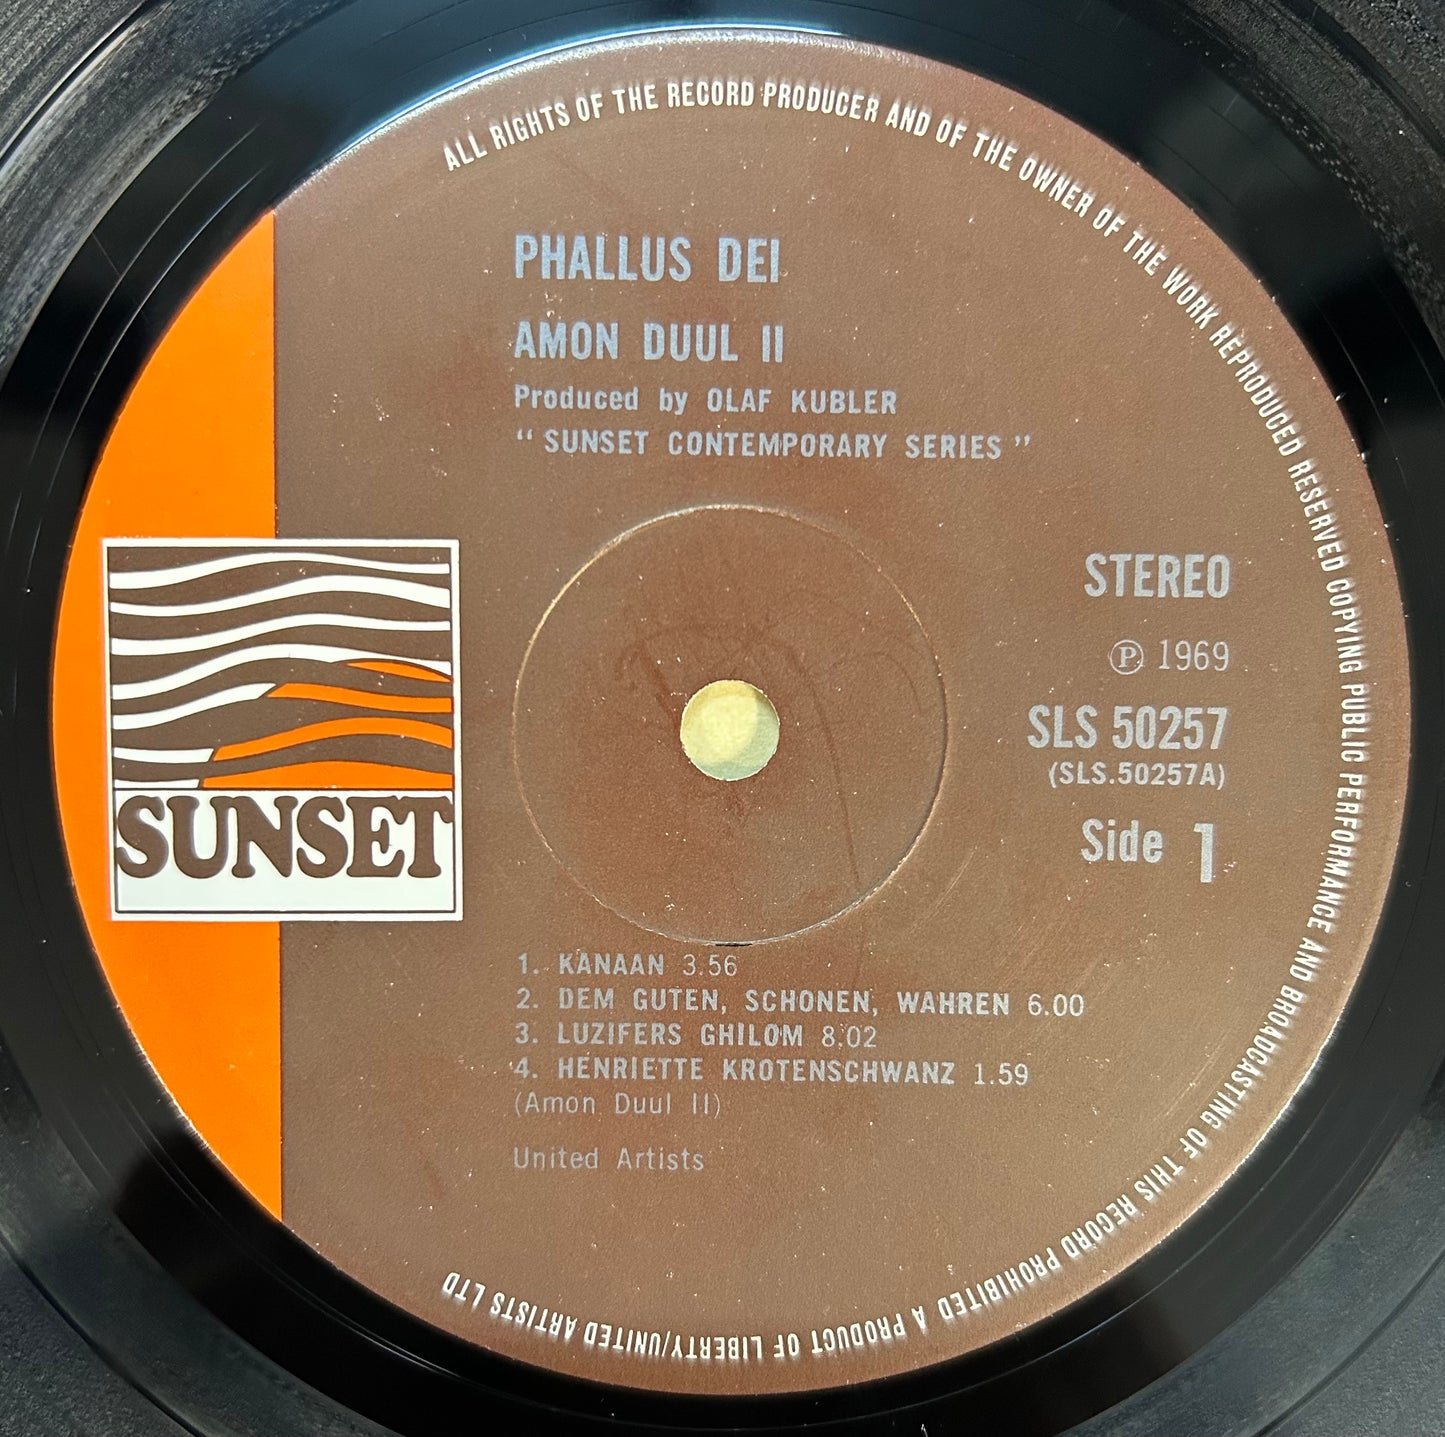 ALL RIGHTS OF THE RECORD PRODUCER AND OF THE OWNER OF THE WORK REPRODUCED RESERVED COPYING PUBLIC PERFORMANCE AND BROADCASTING OF THIS RECORD PROHIBITED A PRODUCT OF LIBERTY/UNITED ARTISTS LTD
PHALLUS DEI
AMON DUUL II
Produced by OLAF KUBLER
“SUNSET CONTEMPORARY SERIES”
STEREO
Ⓟ 1969
SLS 50257
(SLS.50257A)
Side 1
SUNSET
1. KANAAN 3.56
2. DEM GUTEN, SCHONEN, WAHREN 6.00
3. LUZIFERS GHILOM 8.02
4. HENRIETTE KROTENSCHWANZ 1.59
(Amon Duul II)
United Artists